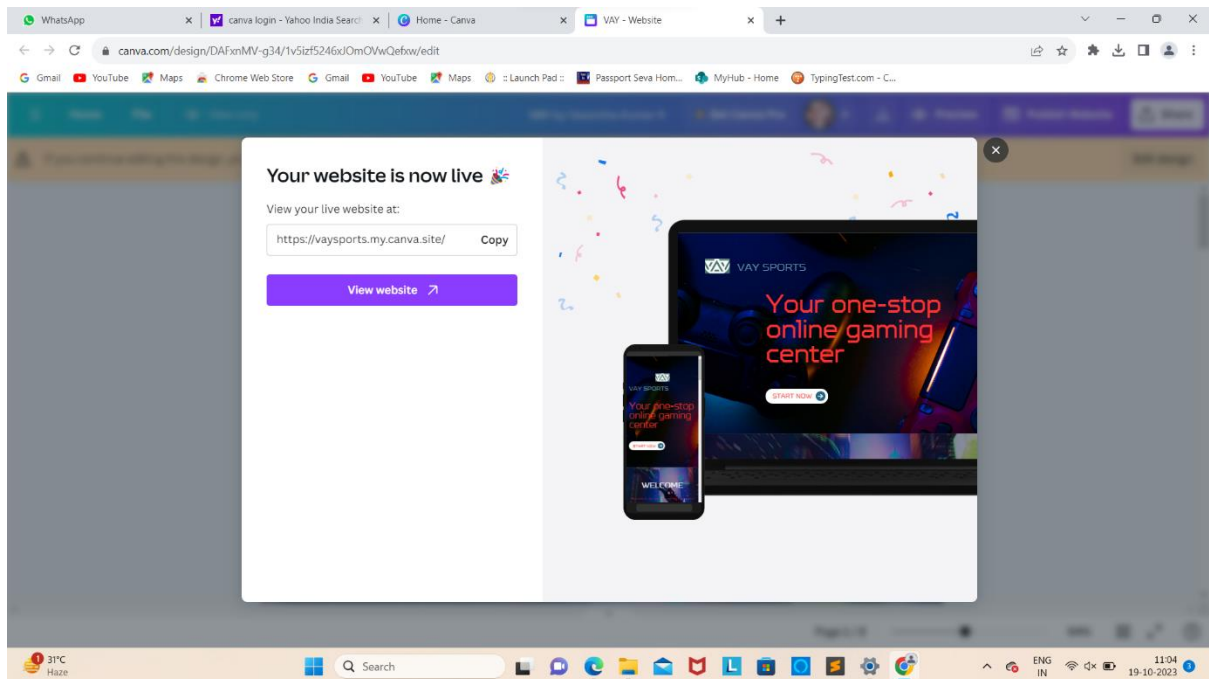 WhatsApp
canva login - Yahoo India Search
Home - Canva
VAY - Website
canva.com/design/DAFxnMV-g34/1v5izf5246xJOmOVwQefxw/edit
Gmail YouTube Maps Chrome Web Store Gmail YouTube Maps :: Launch Pad :: Passport Seva Hom... MyHub - Home TypingTest.com - C...
Your website is now live
View your live website at:
https://vaysports.my.canva.site/ Copy
View website
VAY SPORTS
Your one-stop
online gaming
center
START NOW
VAY SPORTS
Your one-stop
online gaming
center
START NOW
WELCOME
1
31°C
Haze
Search
ENG
IN
11:04
19-10-2023
3